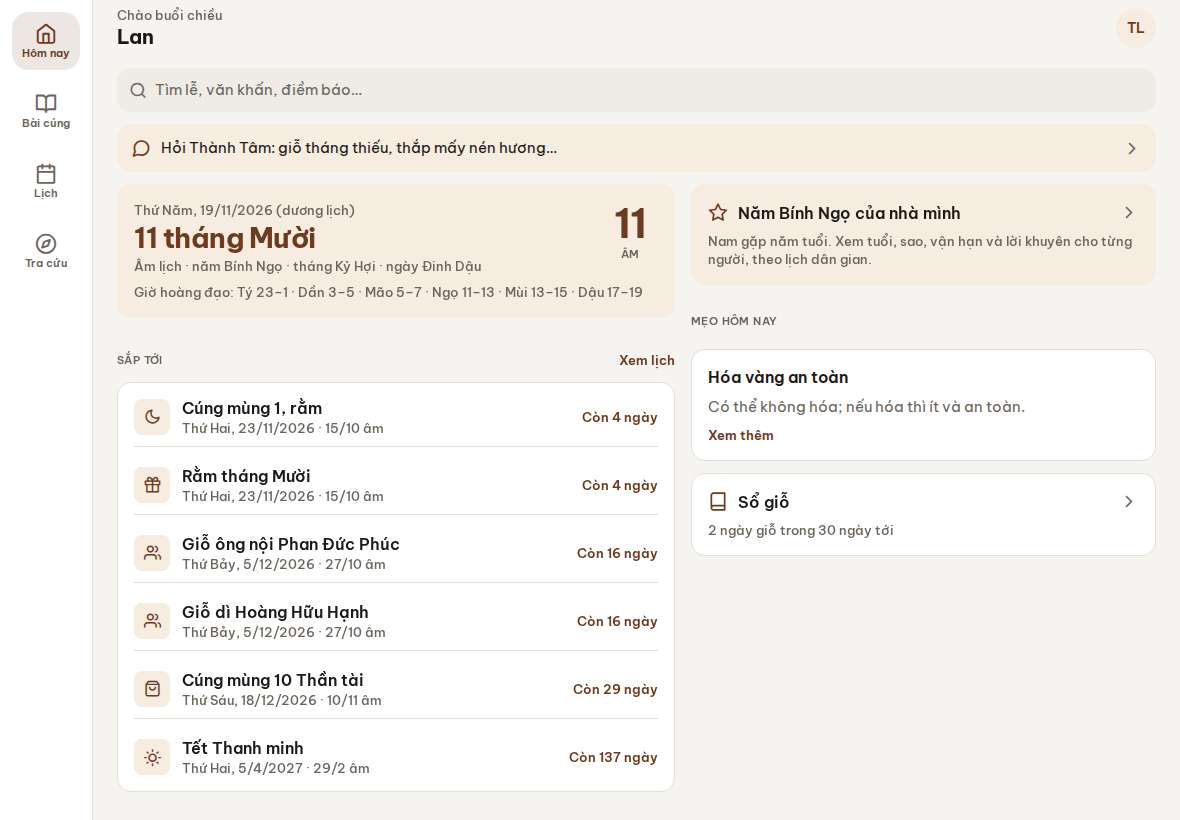 Hôm nay
Bài cúng
Lịch
Tra cứu
Chào buổi chiều
Lan
TL
Tìm lễ, văn khấn, điềm báo...
Hỏi Thành Tâm: giỗ tháng thiếu, thắp mấy nén hương...
Thứ Năm, 19/11/2026 (dương lịch)
11 tháng Mười
Âm lịch · năm Bính Ngọ · tháng Kỷ Hợi · ngày Đinh Dậu
Giờ hoàng đạo: Tý 23–1 · Dần 3–5 · Mão 5–7 · Ngọ 11–13 · Mùi 13–15 · Dậu 17–19
11
ÂM
SẮP TỚI
Xem lịch
Cúng mùng 1, rằm
Thứ Hai, 23/11/2026 · 15/10 âm
Còn 4 ngày
Rằm tháng Mười
Thứ Hai, 23/11/2026 · 15/10 âm
Còn 4 ngày
Giỗ ông nội Phan Đức Phúc
Thứ Bảy, 5/12/2026 · 27/10 âm
Còn 16 ngày
Giỗ dì Hoàng Hữu Hạnh
Thứ Bảy, 5/12/2026 · 27/10 âm
Còn 16 ngày
Cúng mùng 10 Thần tài
Thứ Sáu, 18/12/2026 · 10/11 âm
Còn 29 ngày
Tết Thanh minh
Thứ Hai, 5/4/2027 · 29/2 âm
Còn 137 ngày
Năm Bính Ngọ của nhà mình
Nam gặp năm tuổi. Xem tuổi, sao, vận hạn và lời khuyên cho từng
người, theo lịch dân gian.
MẸO HÔM NAY
Hóa vàng an toàn
Có thể không hóa; nếu hóa thì ít và an toàn.
Xem thêm
Sổ giỗ
2 ngày giỗ trong 30 ngày tới